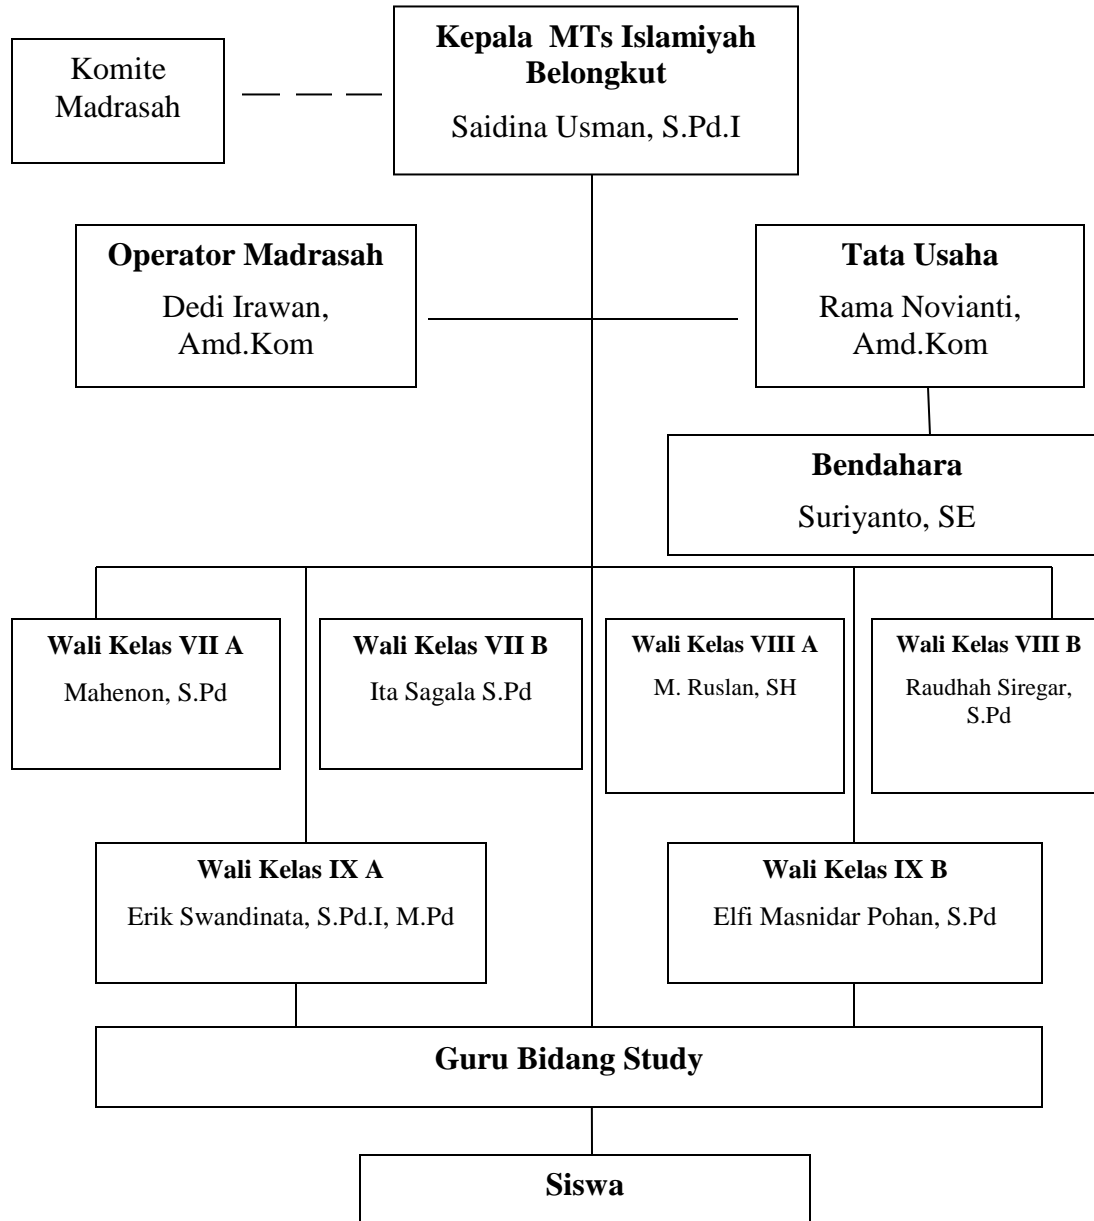 Komite
Madrasah
Kepala MTs Islamiyah
Belongkut
Saidina Usman, S.Pd.I
Operator Madrasah
Dedi Irawan,
Amd.Kom
Tata Usaha
Rama Novianti,
Amd.Kom
Bendahara
Suriyanto, SE
Wali Kelas VII A
Mahenon, S.Pd
Wali Kelas VII B
Ita Sagala S.Pd
Wali Kelas VIII A
M. Ruslan, SH
Wali Kelas VIII B
Raudhah Siregar,
S.Pd
Wali Kelas IX A
Erik Swandinata, S.Pd.I, M.Pd
Wali Kelas IX B
Elfi Masnidar Pohan, S.Pd
Guru Bidang Study
Siswa